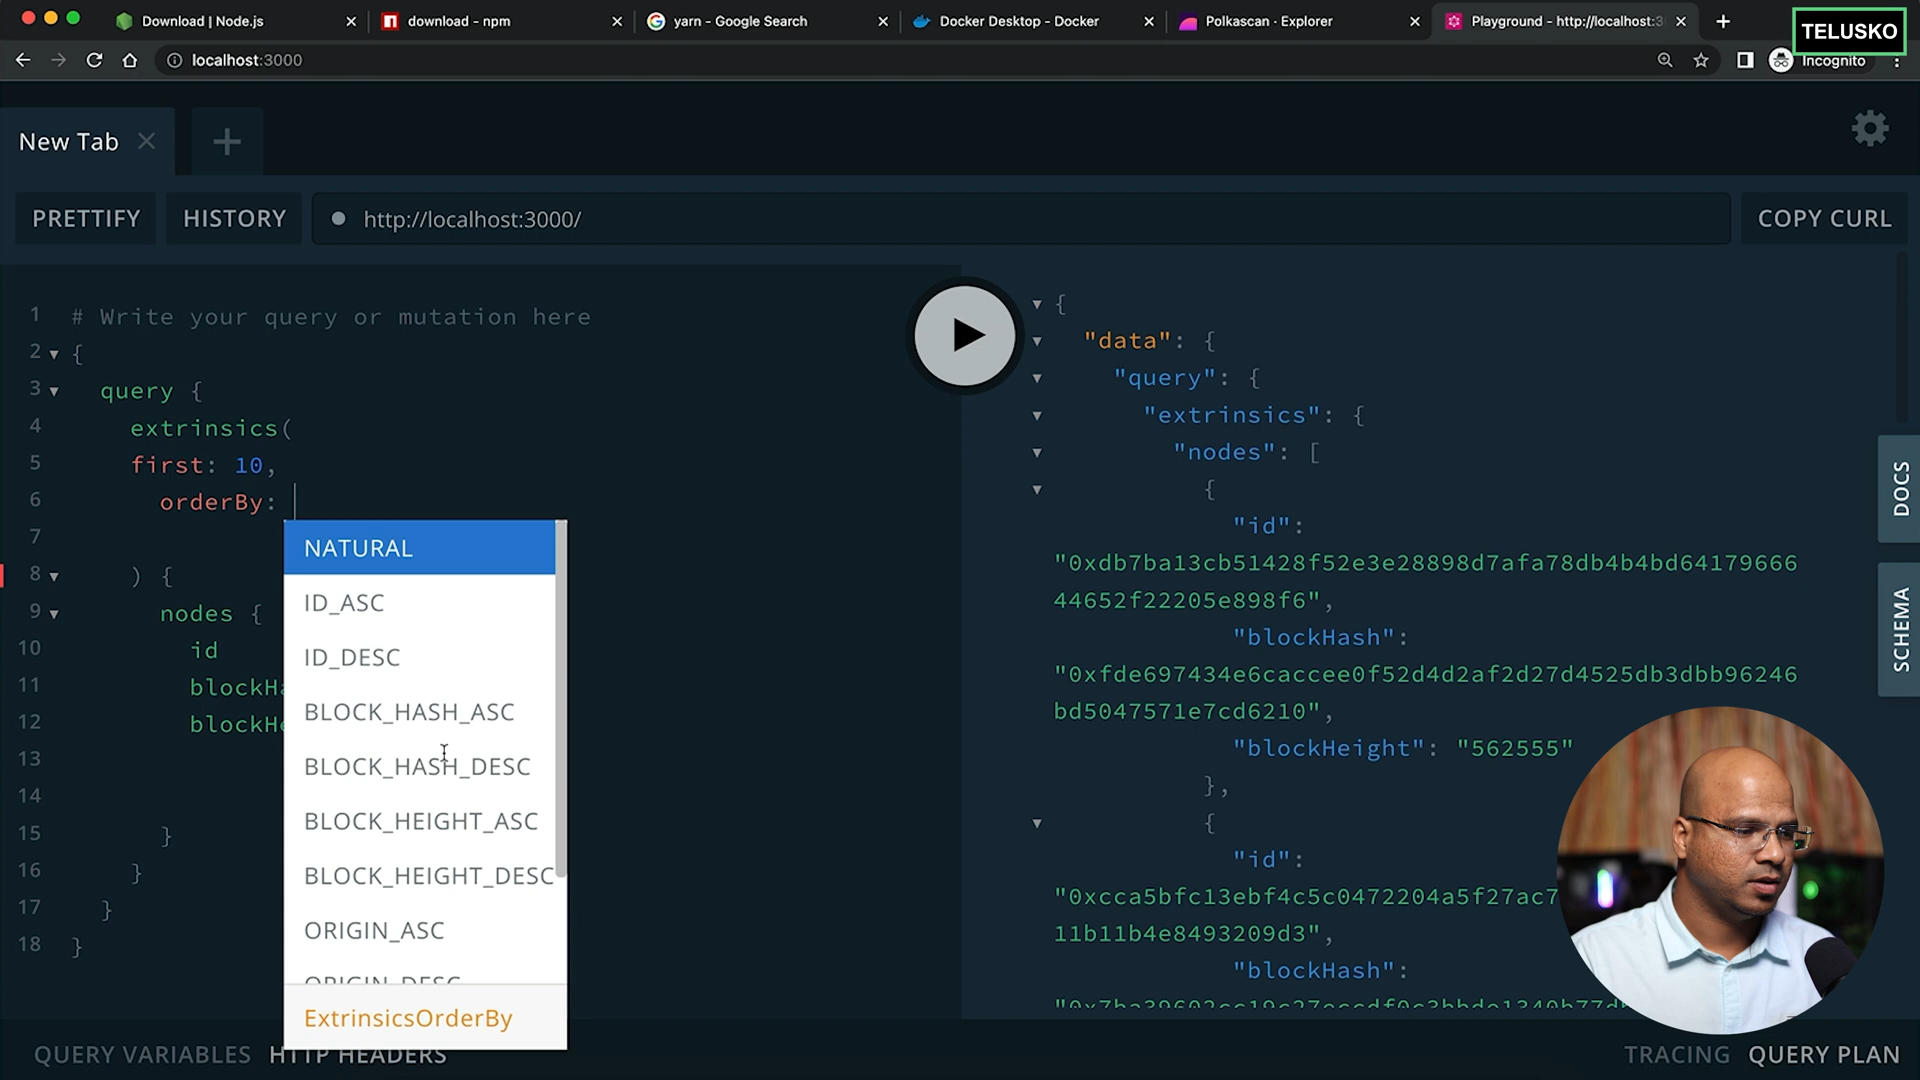 Download | Node.js
download - npm
yarn - Google Search
Docker Desktop - Docker
Polkascan · Explorer
Playground - http://localhost:3
TELUSKO
localhost:3000
Incognito
New Tab
PRETTIFY
HISTORY
http://localhost:3000/
COPY CURL
1 # Write your query or mutation here
2 {
3 query {
4 extrinsics(
5 first: 10,
6 orderBy:
7
8 ) {
9 nodes {
10 id
11 blockHa
12 blockHe
13
14
15 }
16 }
17 }
18 }
NATURAL
ID_ASC
ID_DESC
BLOCK_HASH_ASC
BLOCK_HASH_DESC
BLOCK_HEIGHT_ASC
BLOCK_HEIGHT_DESC
ORIGIN_ASC
ORIGIN_DESC
ExtrinsicsOrderBy
{
"data": {
"query": {
"extrinsics": {
"nodes": [
{
"id":
"0xdb7ba13cb51428f52e3e28898d7afa78db4b4bd64179666
44652f22205e898f6",
"blockHash":
"0xfde697434e6caccee0f52d4d2af2d27d4525db3dbb96246
bd5047571e7cd6210",
"blockHeight": "562555"
},
{
"id":
"0xcca5bfc13ebf4c5c0472204a5f27ac7
11b11b4e8493209d3",
"blockHash":
DOCS
SCHEMA
QUERY VARIABLES
HTTP HEADERS
TRACING
QUERY PLAN